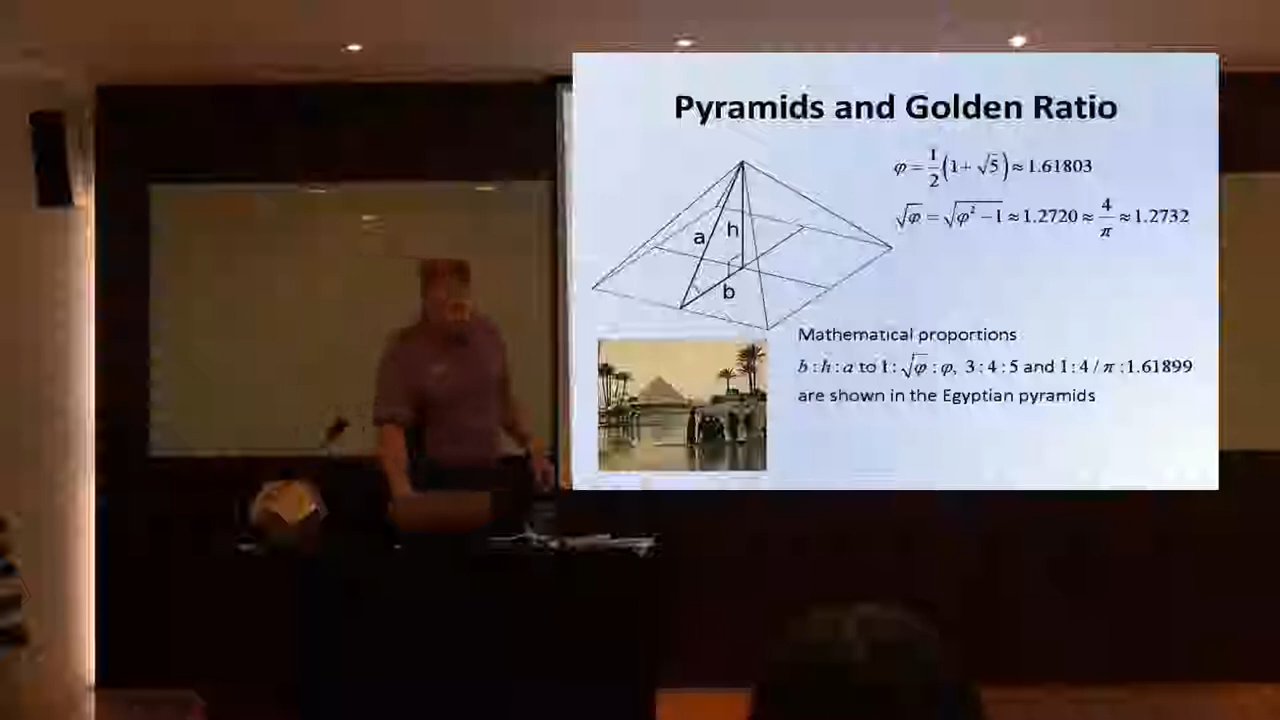 Pyramids and Golden Ratio
φ = 1/2 (1 + √5) ≈ 1.61803
√φ = √(φ² − 1) ≈ 1.2720 ≈ 4/π ≈ 1.2732
a
h
b
Mathematical proportions
b : h : a to 1 : √φ : φ, 3 : 4 : 5 and 1 : 4 / π : 1.61899
are shown in the Egyptian pyramids